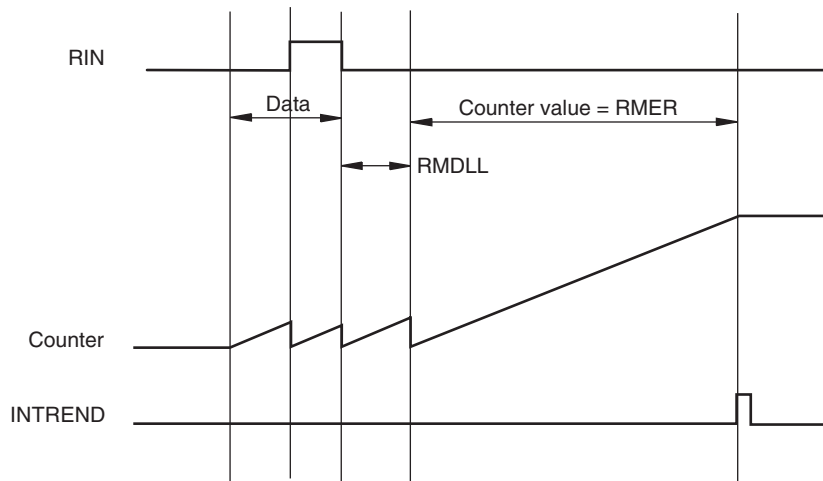 RIN
Data
Counter value = RMER
RMDLL
Counter
INTREND